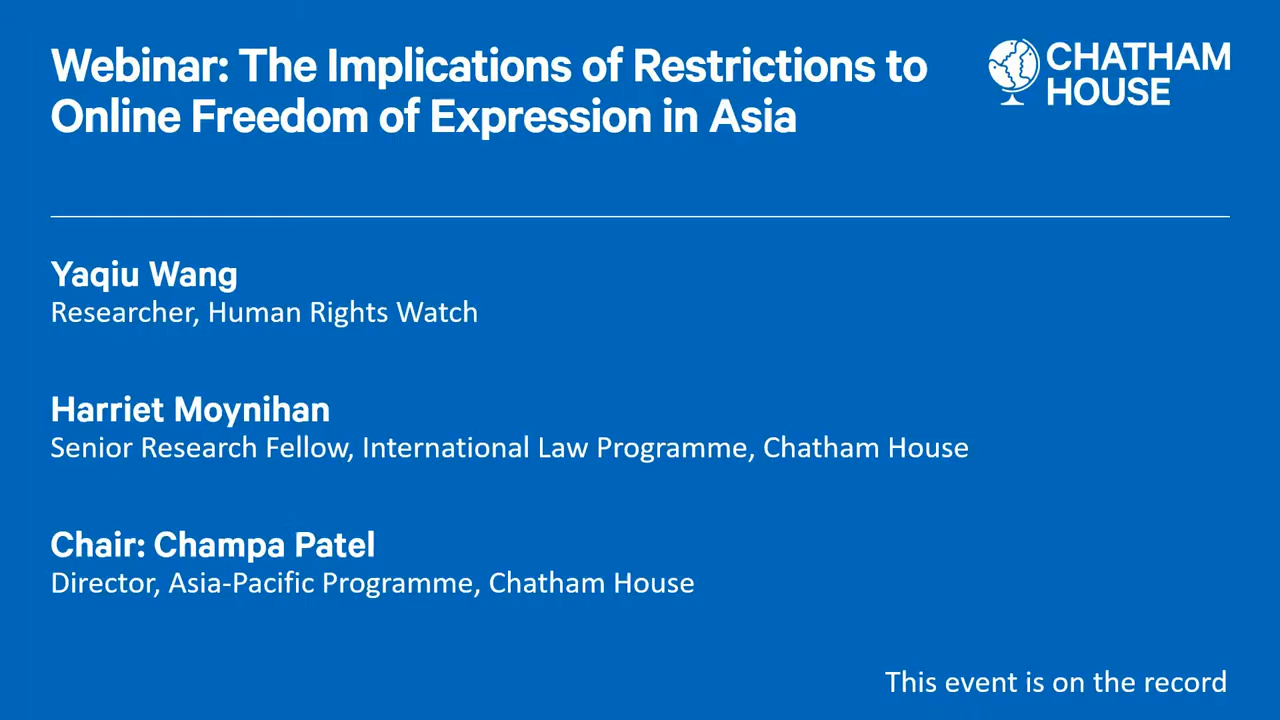 Webinar: The Implications of Restrictions to
Online Freedom of Expression in Asia
CHATHAM
HOUSE
Yaqiu Wang
Researcher, Human Rights Watch
Harriet Moynihan
Senior Research Fellow, International Law Programme, Chatham House
Chair: Champa Patel
Director, Asia-Pacific Programme, Chatham House
This event is on the record